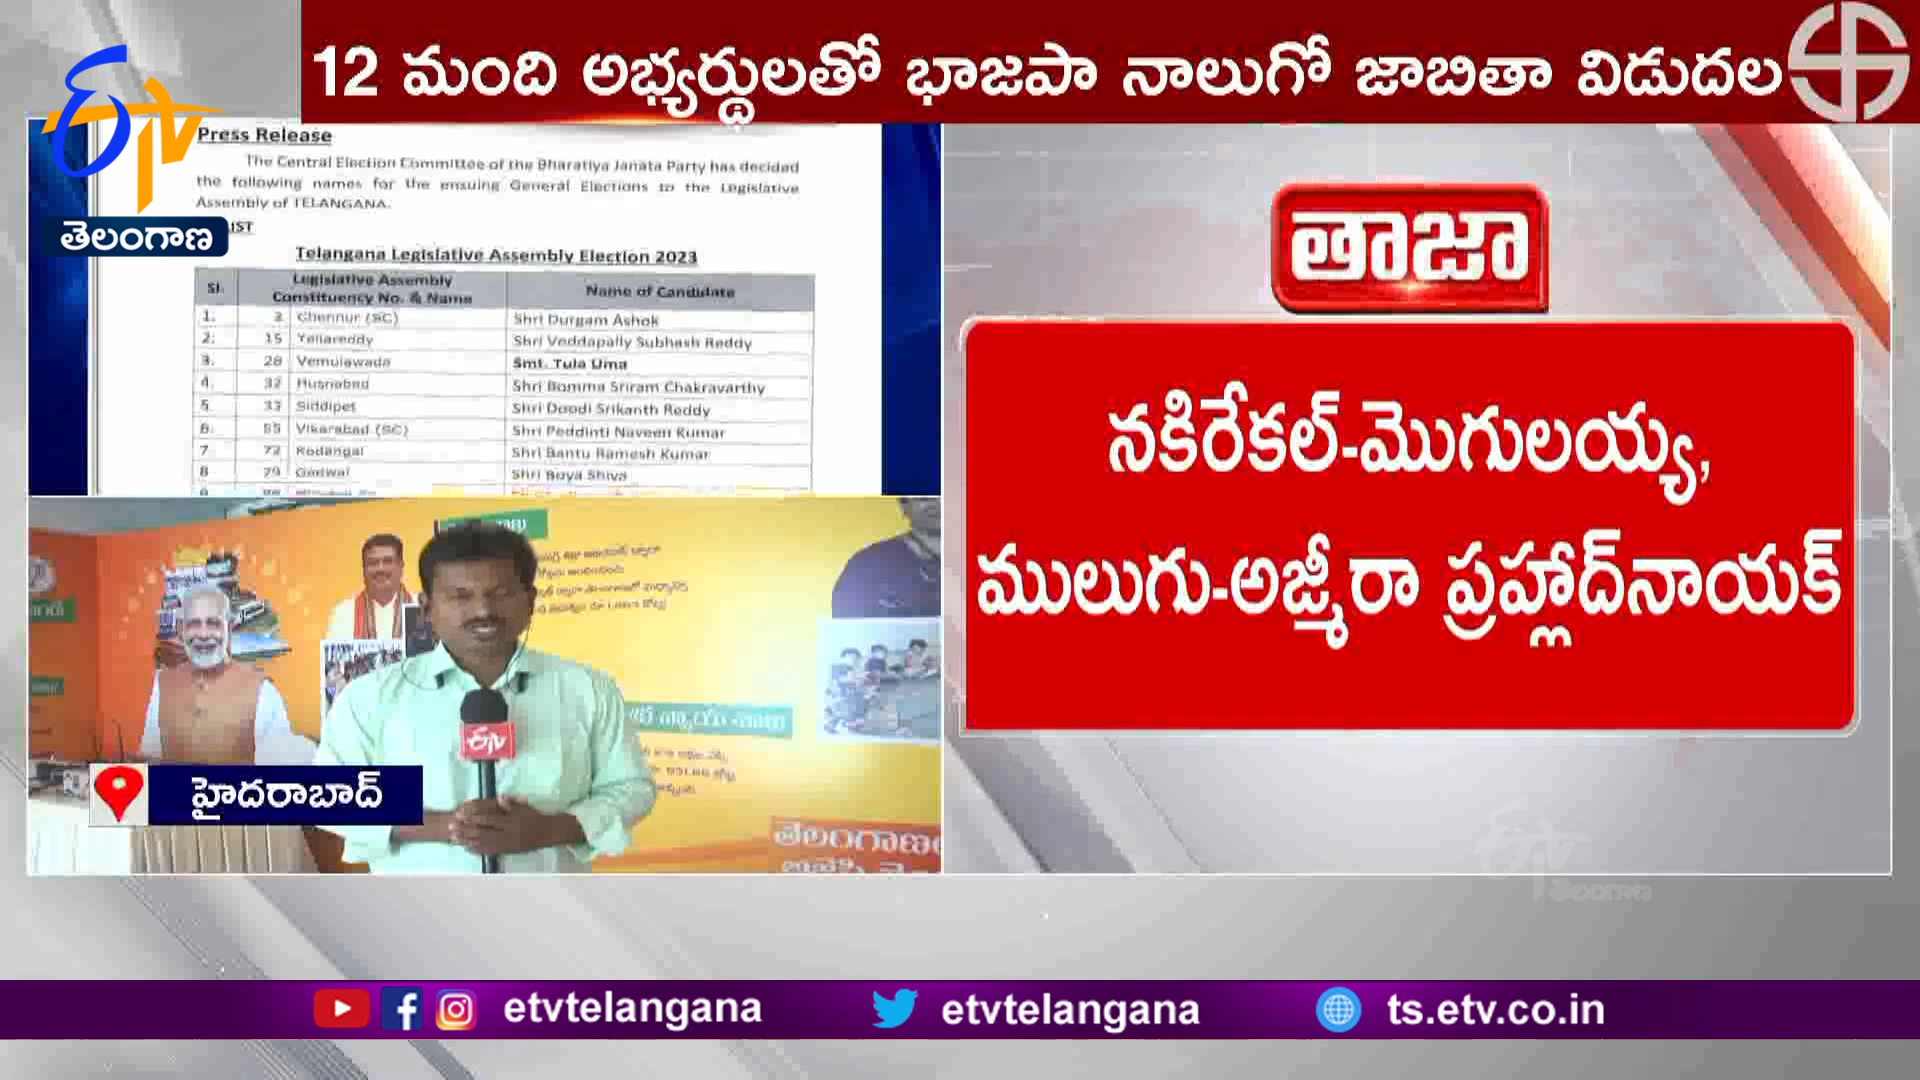 12 మంది అభ్యర్థులతో భాజపా నాలుగో జాబితా విడుదల
ETV
తెలంగాణ
Press Release
The Central Election Committee of the Bharatiya Janata Party has decided
the following names for the ensuing General Elections to the Legislative
Assembly of TELANGANA.
IST
Telangana Legislative Assembly Election 2023
Sl. Legislative Assembly Constituency No. & Name Name of Candidate
1. 2 Chennur (SC) Shri Durgam Ashok
2. 15 Yellareddy Shri Voddapally Subhash Reddy
3. 28 Vemulawada Smt. Tula Uma
4. 32 Husnabad Shri Bomma Sriram Chakravarthy
5. 33 Siddipet Shri Doodi Srikanth Reddy
6. 55 Vikarabad (SC) Shri Peddinti Naveen Kumar
7 72 Kodangal Shri Bantu Ramesh Kumar
8 79 Gadwal Shri Boya Shiva
తాజా
నకిరేకల్-మొగులయ్య,
ములుగు-అజ్మీరా ప్రహ్లాద్‌నాయక్
ETV
హైదరాబాద్
తెలంగాణ
ETV
తెలంగాణ
etvtelangana
etvtelangana
ts.etv.co.in